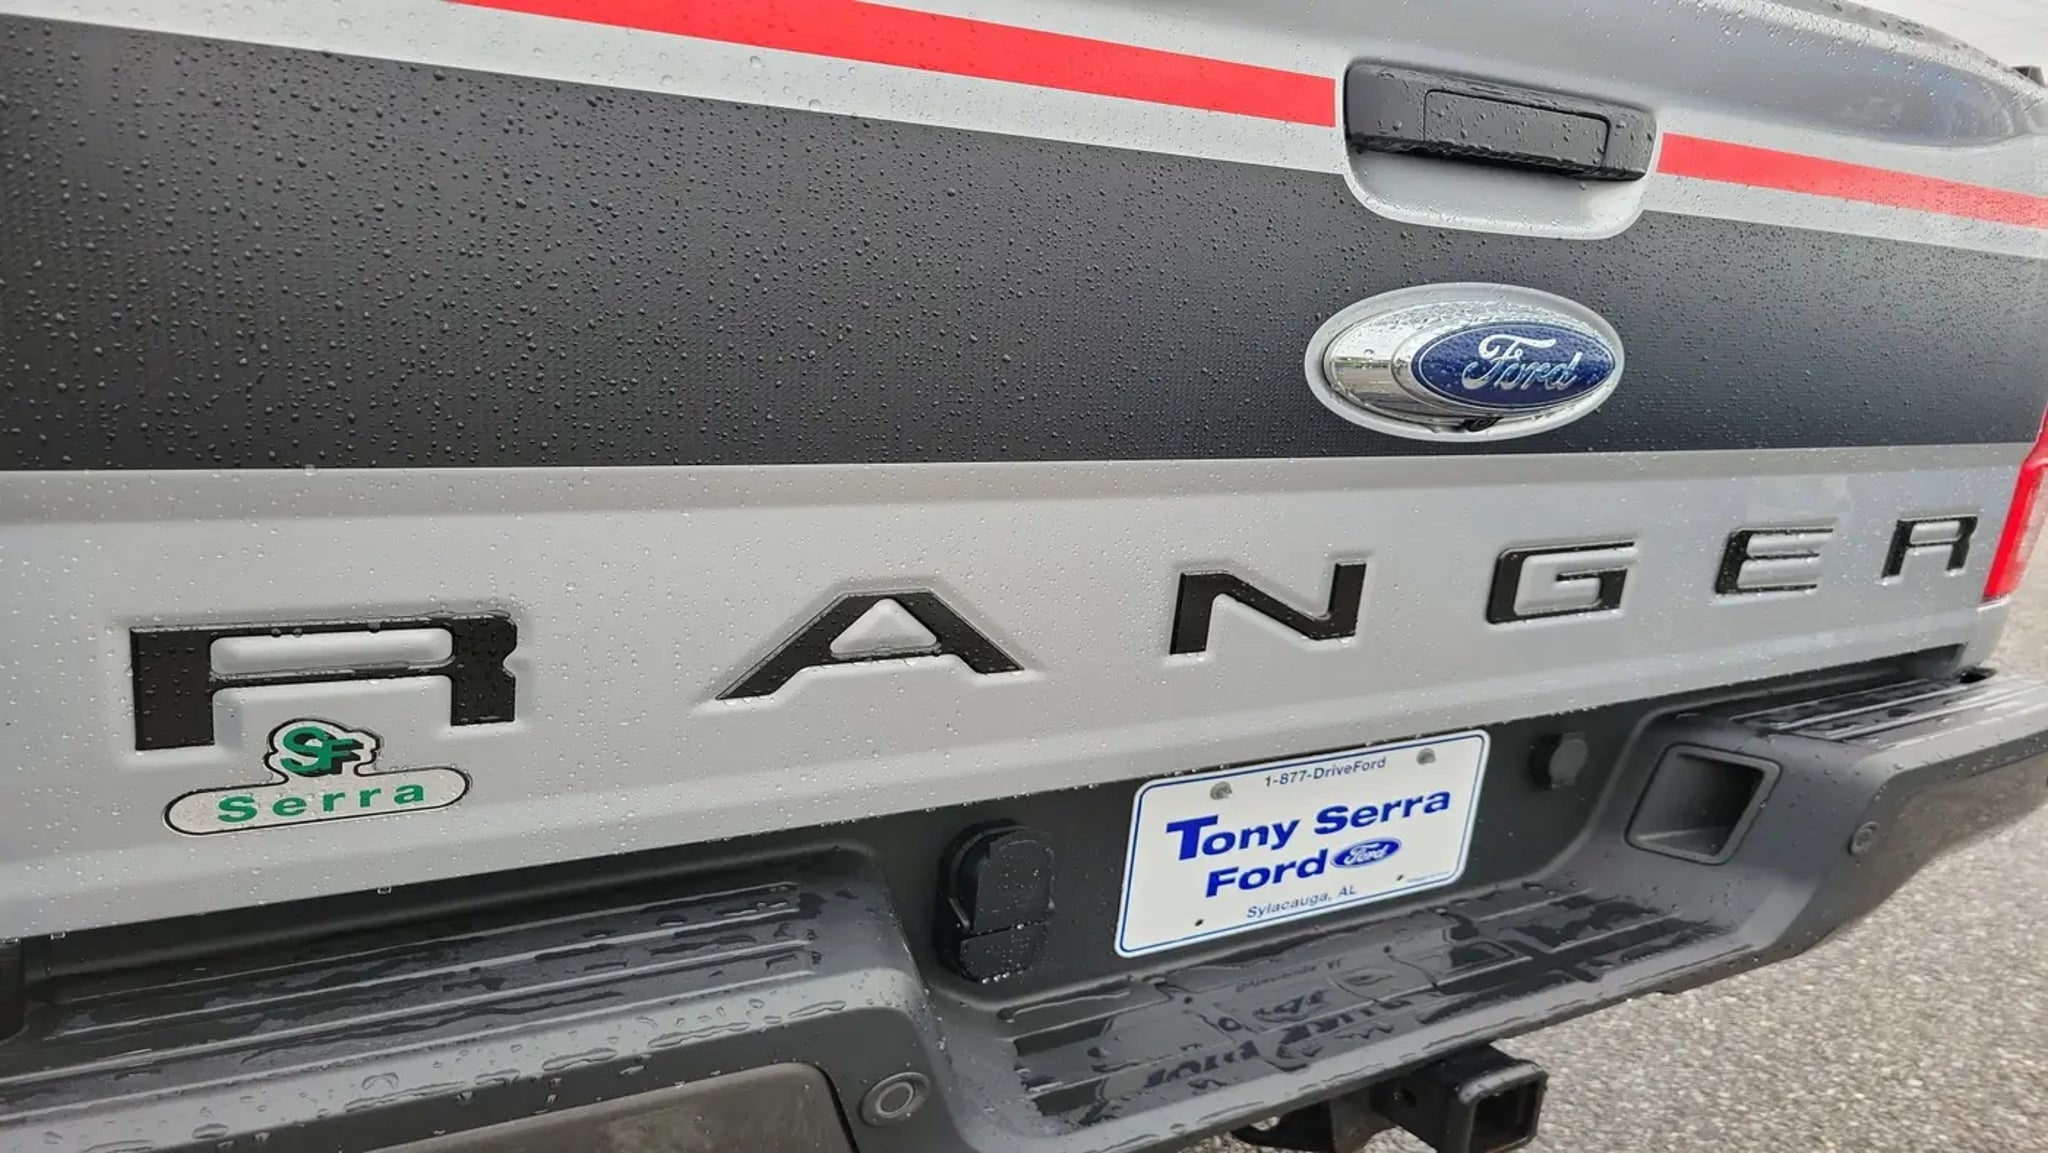 Ford
RANGER
SF
Serra
1-877-DriveFord
Tony Serra
Ford Ford
Sylacauga, AL